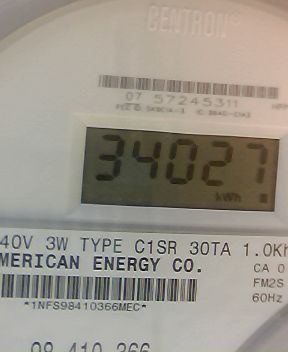 CENTRON®
07 57245311
34027
kWh
40V 3W TYPE C1SR 30TA 1.0Kh
MERICAN ENERGY CO.
CA 0
FM2S
60Hz
*1NFS98410366MEC*
98 410 366